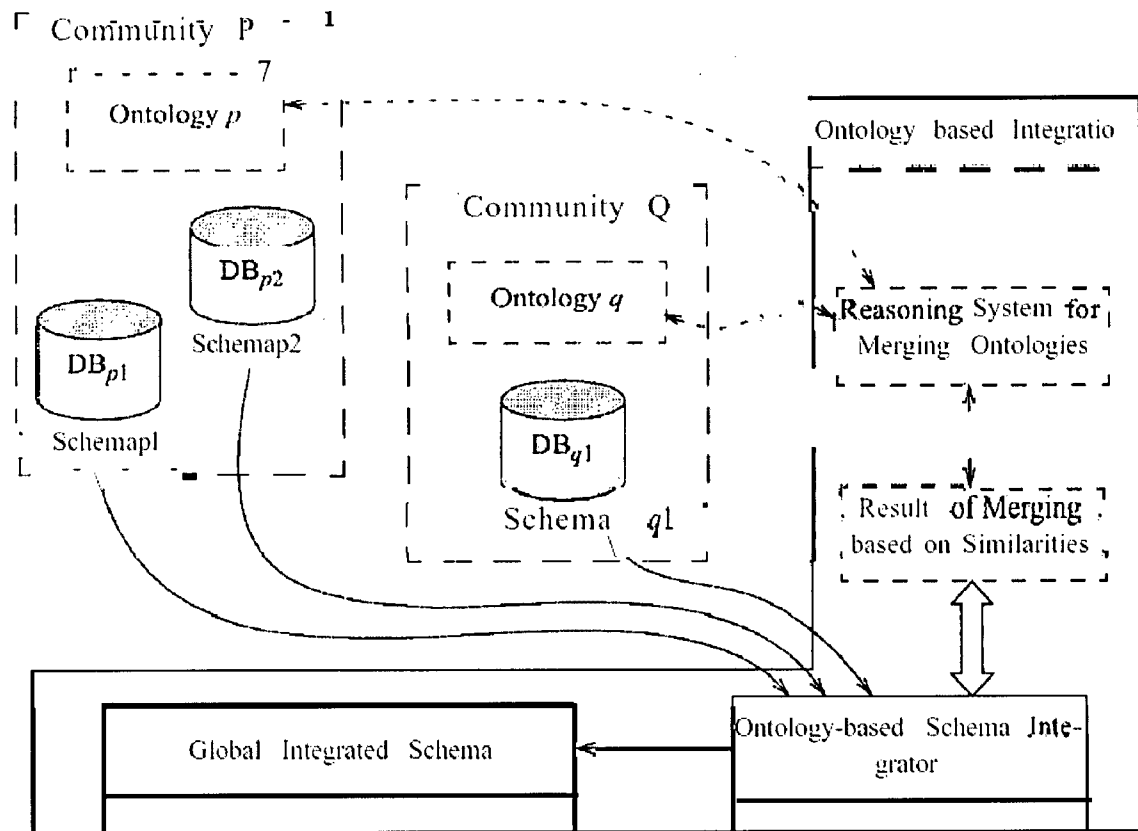 Community P
Ontology p
Ontology based Integratio
Community Q
DBp2
Ontology q
Reasoning System for
Merging Ontologies
Schemap2
DBp1
Schemap1
DBq1
Schema q1
Result of Merging
based on Similarities
Global Integrated Schema
Ontology-based Schema Inte-
grator